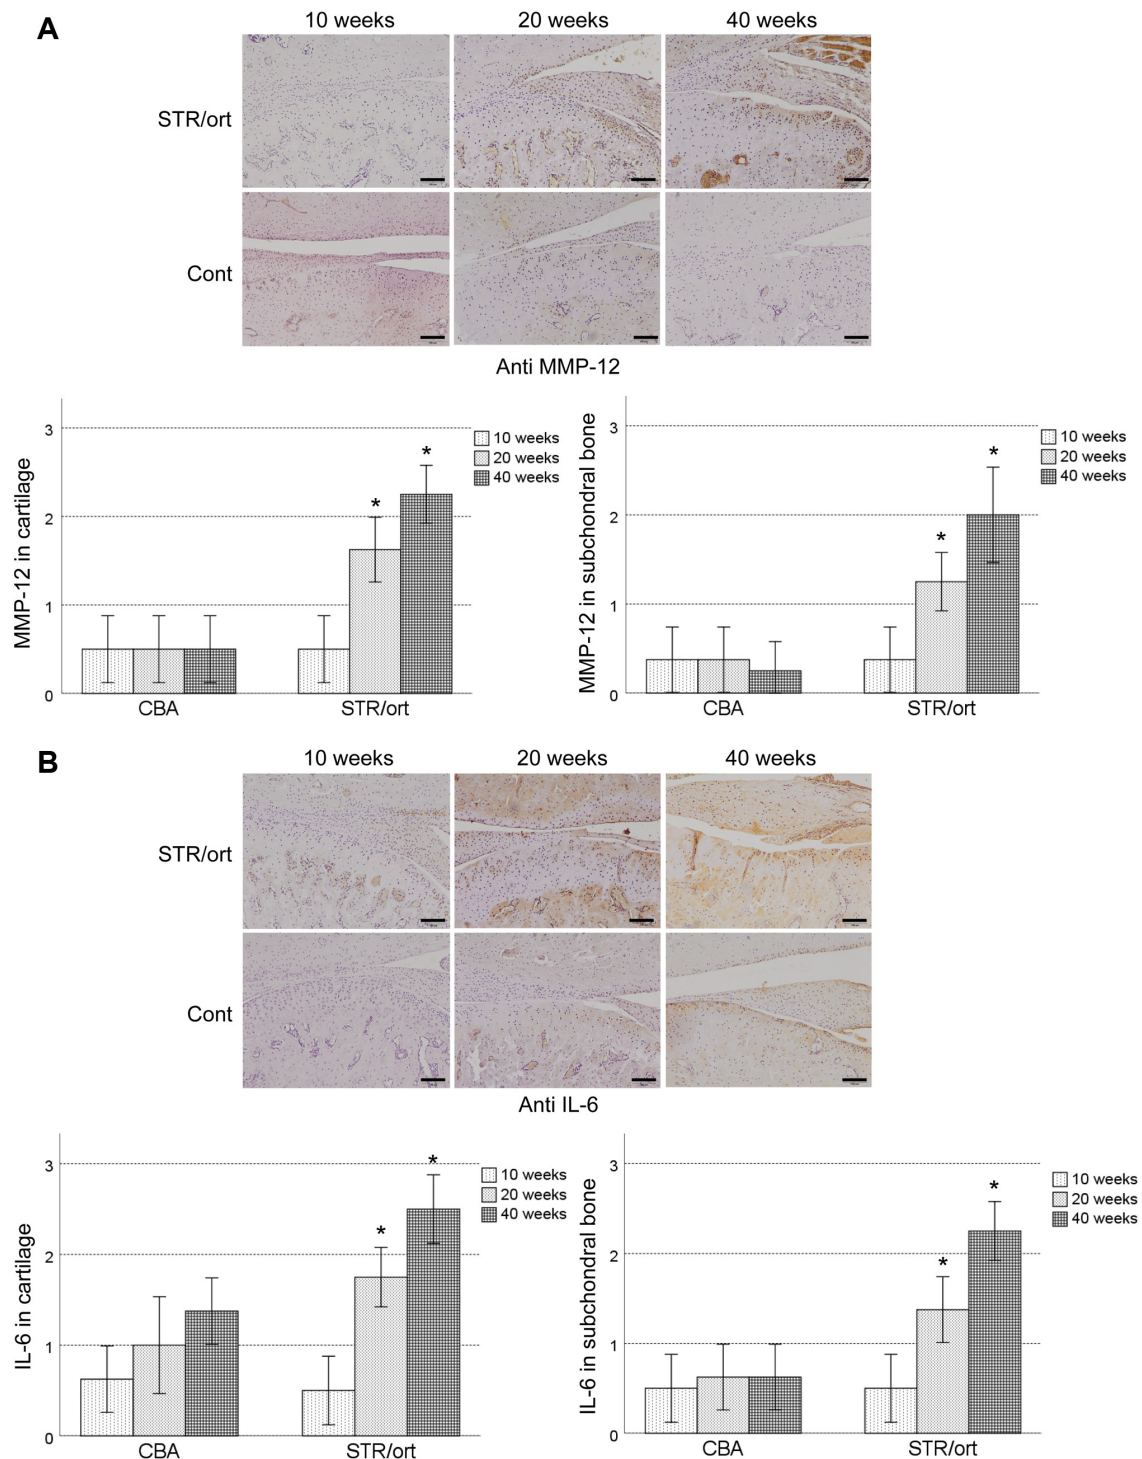 A
10 weeks 20 weeks 40 weeks
STR/ort
Cont
Anti MMP-12
MMP-12 in cartilage
3
2
1
0
CBA STR/ort
* *
10 weeks
20 weeks
40 weeks
MMP-12 in subchondral bone
3
2
1
0
CBA STR/ort
* *
10 weeks
20 weeks
40 weeks
B
10 weeks 20 weeks 40 weeks
STR/ort
Cont
Anti IL-6
IL-6 in cartilage
3
2
1
0
CBA STR/ort
* *
10 weeks
20 weeks
40 weeks
IL-6 in subchondral bone
3
2
1
0
CBA STR/ort
* *
10 weeks
20 weeks
40 weeks